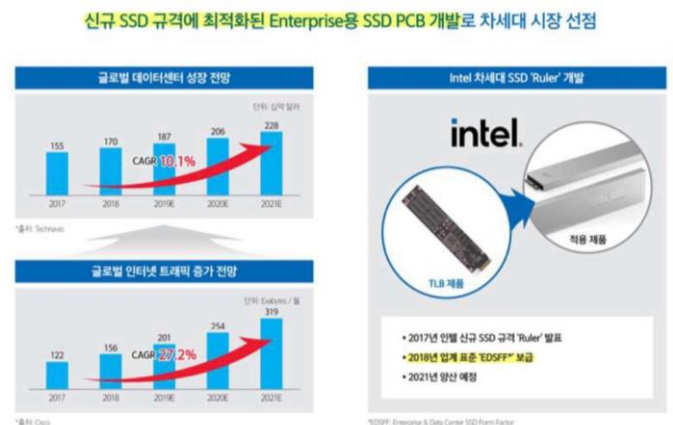 신규 SSD 규격에 최적화된 Enterprise용 SSD PCB 개발로 차세대 시장 선점
글로벌 데이터센터 성장 전망
단위: 십억 달러
155 170 187 206 228
CAGR 10.1%
2017 2018 2019E 2020E 2021E
*출처: Technavio
글로벌 인터넷 트래픽 증가 전망
단위: Exabytes / 월
122 156 201 254 319
CAGR 27.2%
2017 2018 2019E 2020E 2021E
*출처: Cisco
Intel 차세대 SSD 'Ruler' 개발
intel.
TLB 제품
적용 제품
• 2017년 인텔 신규 SSD 규격 'Ruler' 발표
• 2018년 업계 표준 'EDSFF*' 보급
• 2021년 양산 예정
*EDSFF: Enterprise & Data Center SSD Form Factor